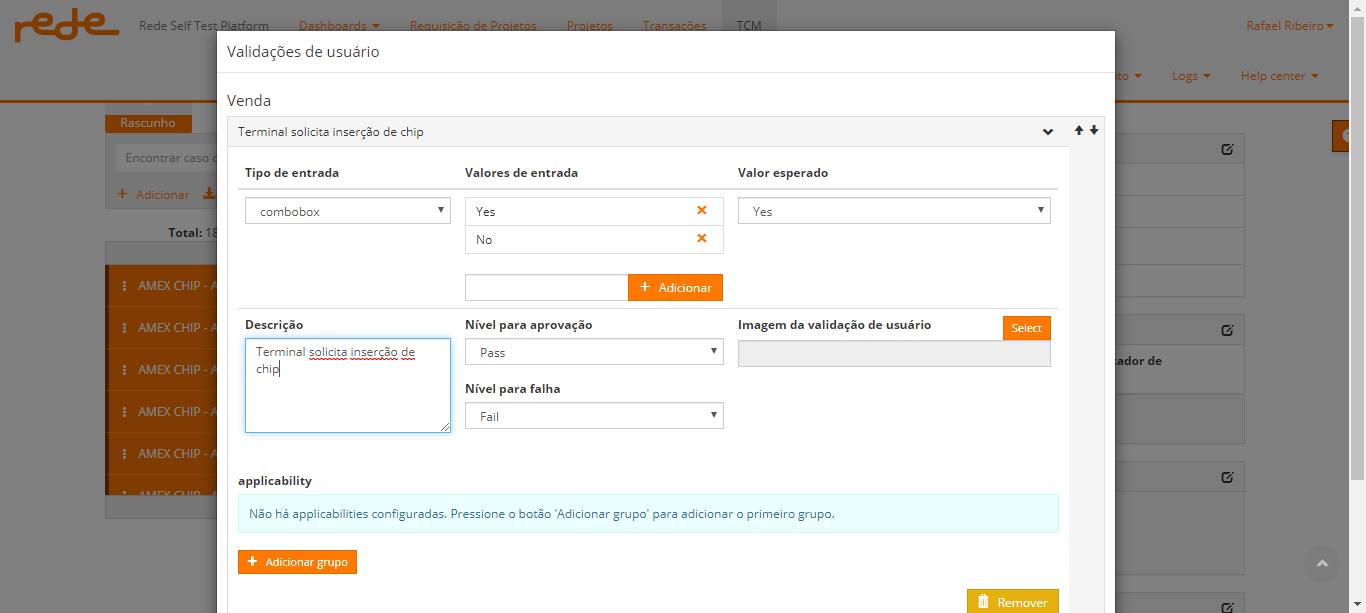 rede
Rede Self Test Platform
Dashboards
Requisição de Projetos
Projetos
Transações
TCM
Rafael Ribeiro
Logs
Help center
Validações de usuário
Venda
Terminal solicita inserção de chip
Rascunho
Encontrar caso
Adicionar
Total: 18
AMEX CHIP - A
AMEX CHIP - A
AMEX CHIP - A
AMEX CHIP - A
AMEX CHIP - A
AMEX CHIP - A
Tipo de entrada
Valores de entrada
Valor esperado
combobox
Yes
Yes
No
+ Adicionar
Descrição
Nível para aprovação
Imagem da validação de usuário
Select
Terminal solicita inserção de
chip
Pass
Nível para falha
Fail
ador de
applicability
Não há applicabilities configuradas. Pressione o botão 'Adicionar grupo' para adicionar o primeiro grupo.
+ Adicionar grupo
Remover